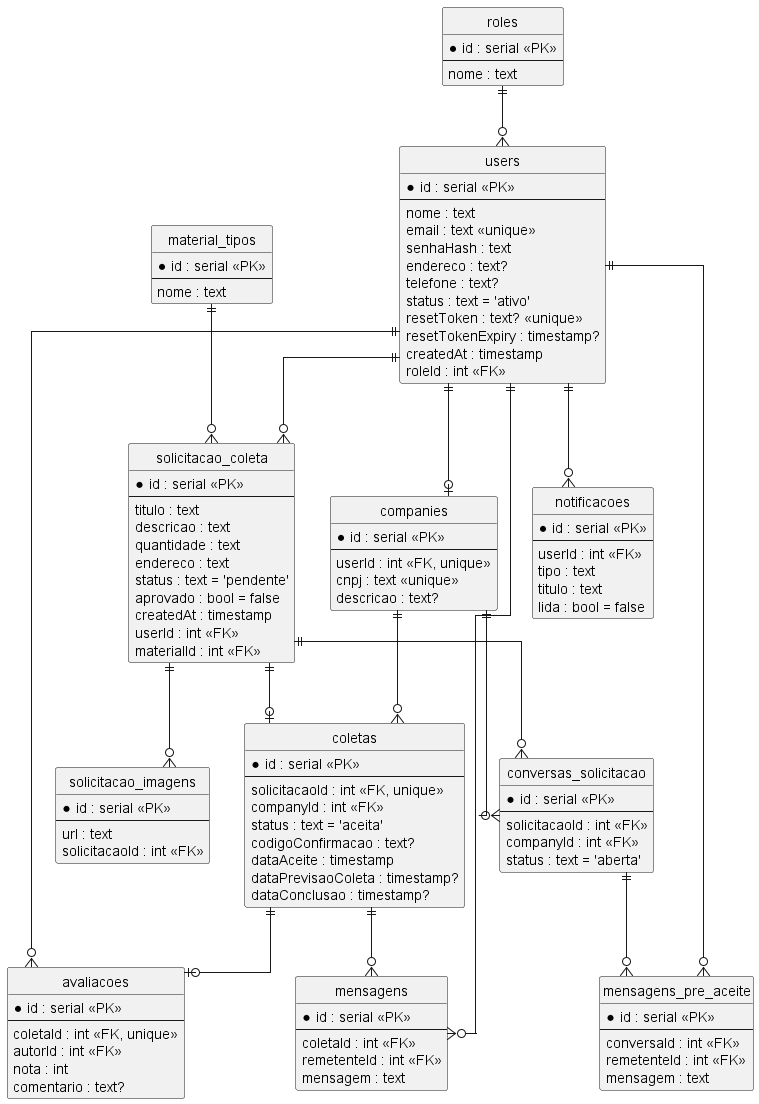 roles
id : serial «PK»
nome : text
users
id : serial «PK»
nome : text
email : text «unique»
senhaHash : text
endereco : text?
telefone : text?
status : text = 'ativo'
resetToken : text? «unique»
resetTokenExpiry : timestamp?
createdAt : timestamp
roleId : int «FK»
material_tipos
id : serial «PK»
nome : text
solicitacao_coleta
id : serial «PK»
titulo : text
descricao : text
quantidade : text
endereco : text
status : text = 'pendente'
aprovado : bool = false
createdAt : timestamp
userId : int «FK»
materialId : int «FK»
companies
id : serial «PK»
userId : int «FK, unique»
cnpj : text «unique»
descricao : text?
notificacoes
id : serial «PK»
userId : int «FK»
tipo : text
titulo : text
lida : bool = false
solicitacao_imagens
id : serial «PK»
url : text
solicitacaoId : int «FK»
coletas
id : serial «PK»
solicitacaoId : int «FK, unique»
companyId : int «FK»
status : text = 'aceita'
codigoConfirmacao : text?
dataAceite : timestamp
dataPrevisaoColeta : timestamp?
dataConclusao : timestamp?
conversas_solicitacao
id : serial «PK»
solicitacaoId : int «FK»
companyId : int «FK»
status : text = 'aberta'
avaliacoes
id : serial «PK»
coletaId : int «FK, unique»
autorId : int «FK»
nota : int
comentario : text?
mensagens
id : serial «PK»
coletaId : int «FK»
remetenteId : int «FK»
mensagem : text
mensagens_pre_aceite
id : serial «PK»
conversaId : int «FK»
remetenteId : int «FK»
mensagem : text